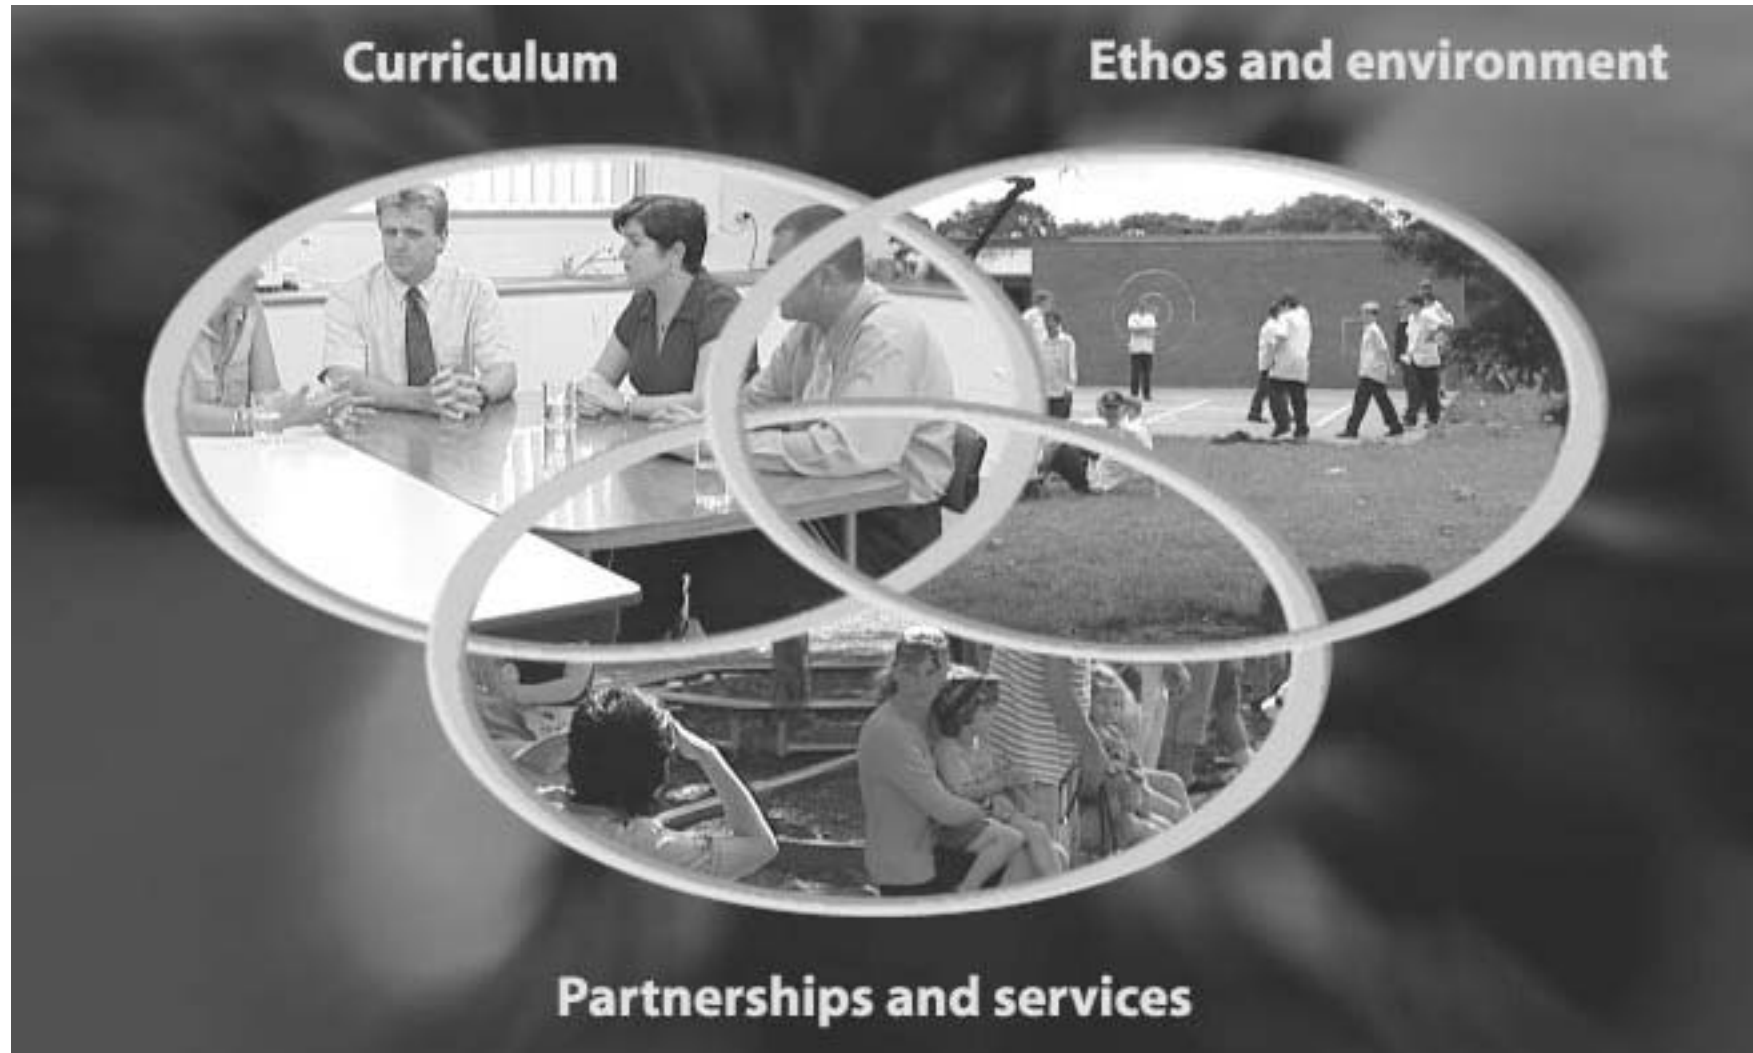 Curriculum
Ethos and environment
Partnerships and services